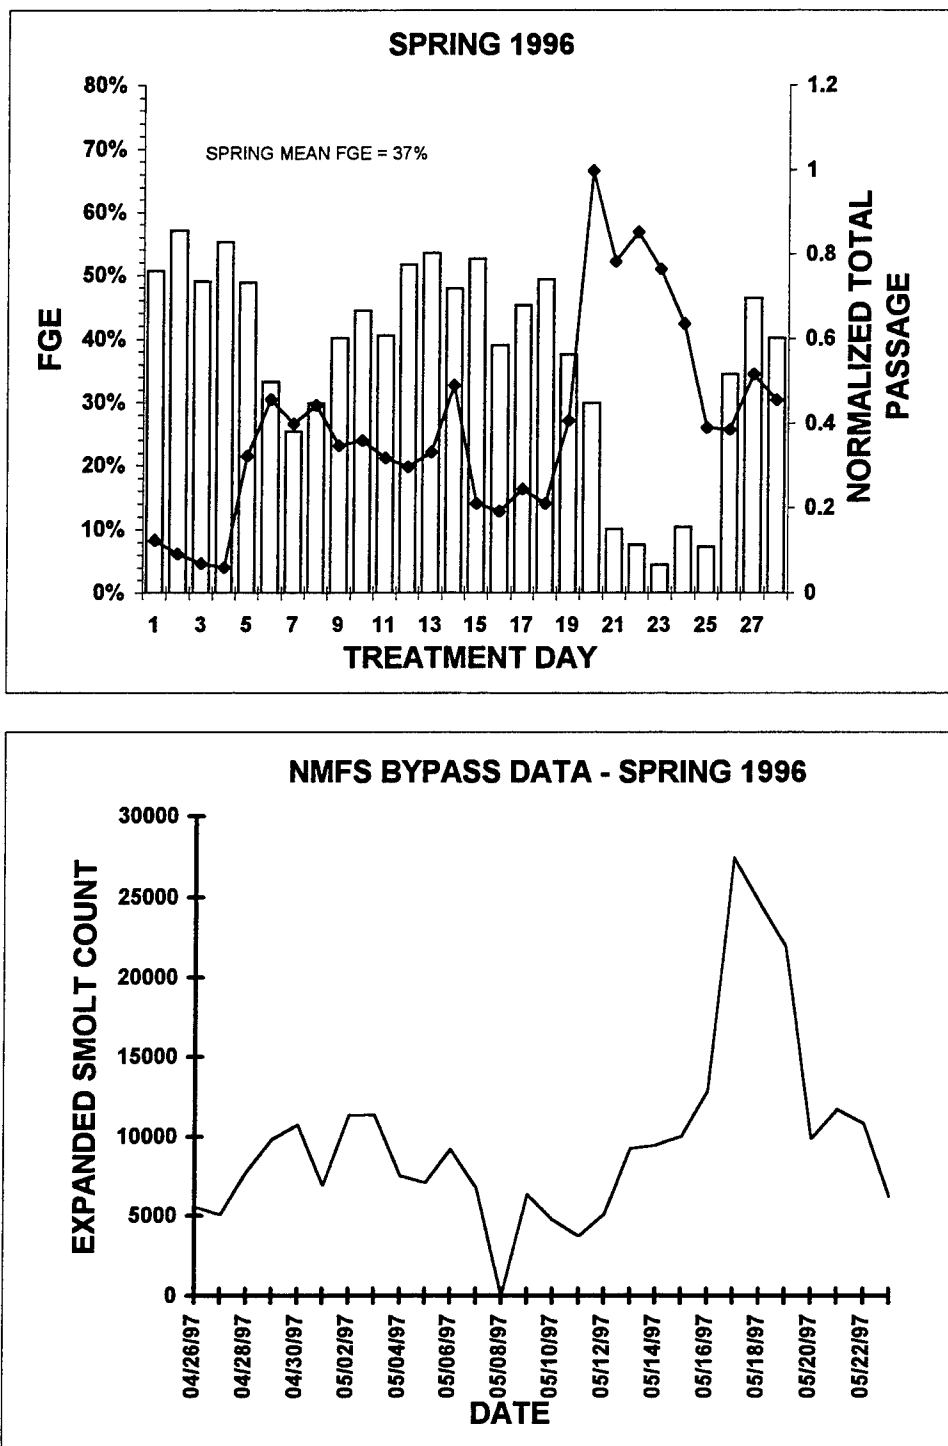 SPRING 1996
80%
70%
60%
50%
40%
30%
20%
10%
0%
FGE
SPRING MEAN FGE = 37%
1.2
1
0.8
0.6
0.4
0.2
0
NORMALIZED TOTAL
PASSAGE
1 3 5 7 9 11 13 15 17 19 21 23 25 27
TREATMENT DAY
NMFS BYPASS DATA - SPRING 1996
30000
25000
20000
15000
10000
5000
0
EXPANDED SMOLT COUNT
04/26/97 04/28/97 04/30/97 05/02/97 05/04/97 05/06/97 05/08/97 05/10/97 05/12/97 05/14/97 05/16/97 05/18/97 05/20/97 05/22/97
DATE